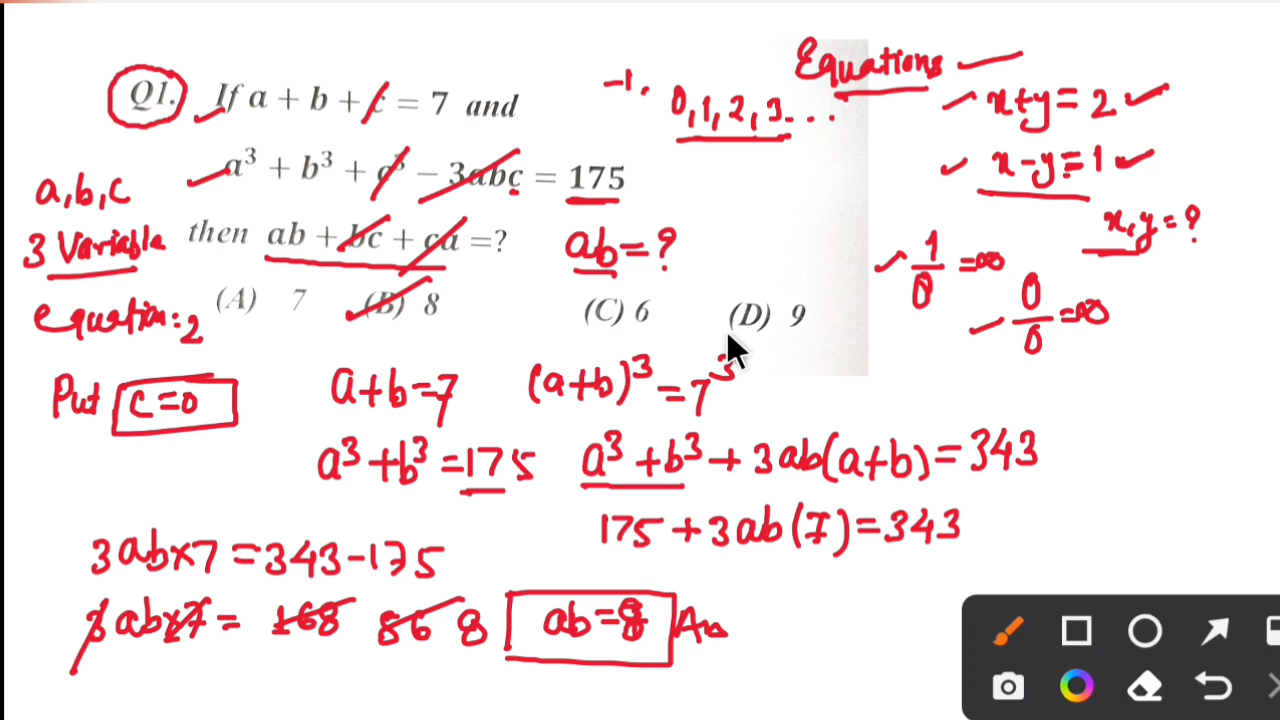 Equations
Q1. If a + b + c = 7 and
-1, 0, 1, 2, 3...
x+y=2
a³ + b³ + c³ − 3abc = 175
x-y=1
a, b, c
3 Variable
then ab + bc + ca =?
ab=?
x, y = ?
1/0 =∞
0/0 =∞
equation:2
(A) 7 (B) 8 (C) 6 (D) 9
Put c=0
a+b=7
(a+b)³=7³
a³+b³=175
a³+b³+3ab(a+b)=343
175+3ab(7)=343
3ab×7=343-175
3ab×7= 168 56 8
ab=8 Ans